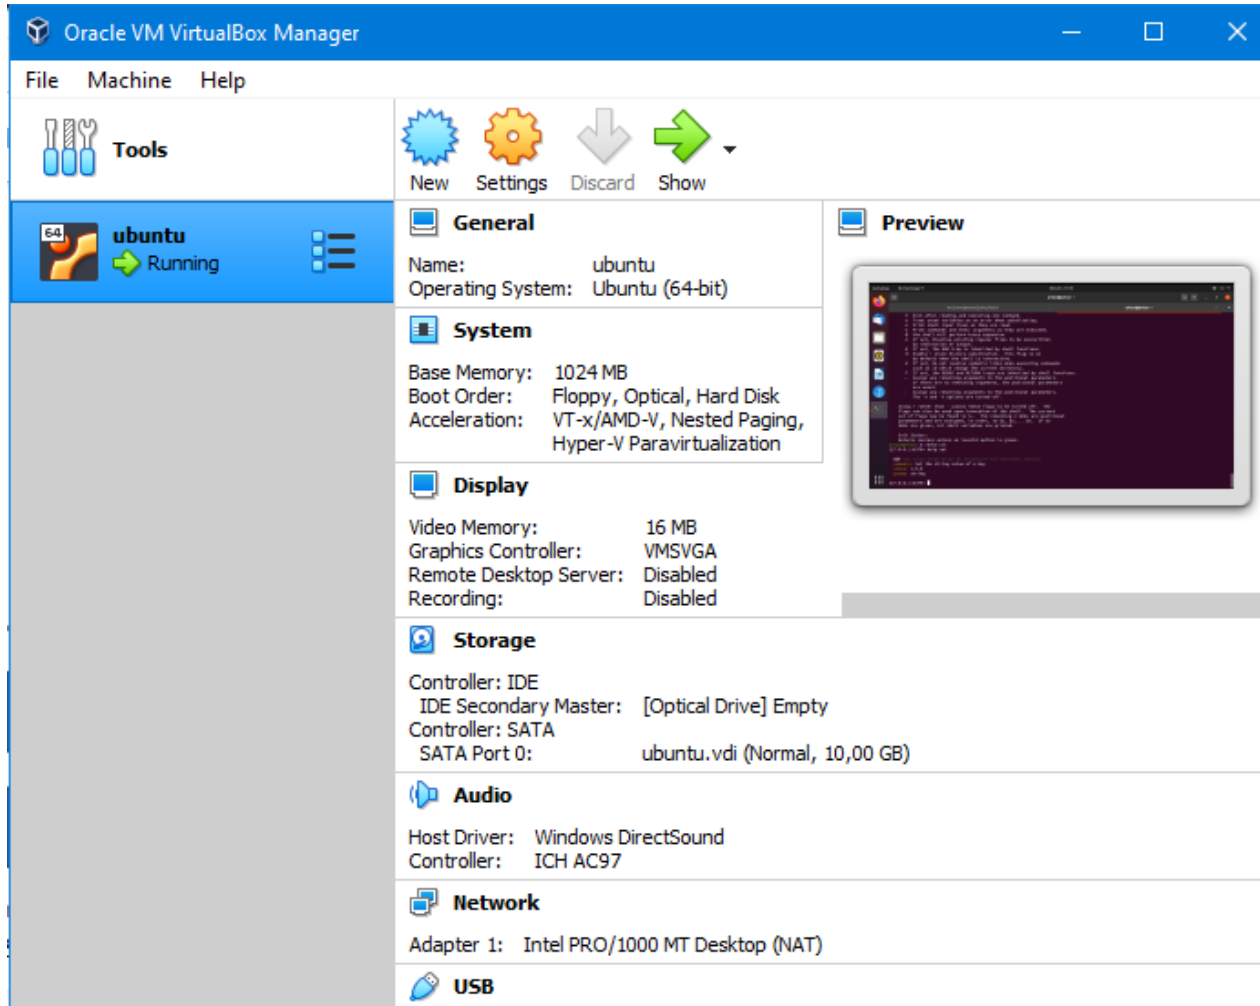 Oracle VM VirtualBox Manager
File Machine Help
Tools
New Settings Discard Show
64
ubuntu
Running
General
Name: ubuntu
Operating System: Ubuntu (64-bit)
System
Base Memory: 1024 MB
Boot Order: Floppy, Optical, Hard Disk
Acceleration: VT-x/AMD-V, Nested Paging,
Hyper-V Paravirtualization
Display
Video Memory: 16 MB
Graphics Controller: VMSVGA
Remote Desktop Server: Disabled
Recording: Disabled
Preview
Storage
Controller: IDE
IDE Secondary Master: [Optical Drive] Empty
Controller: SATA
SATA Port 0: ubuntu.vdi (Normal, 10,00 GB)
Audio
Host Driver: Windows DirectSound
Controller: ICH AC97
Network
Adapter 1: Intel PRO/1000 MT Desktop (NAT)
USB